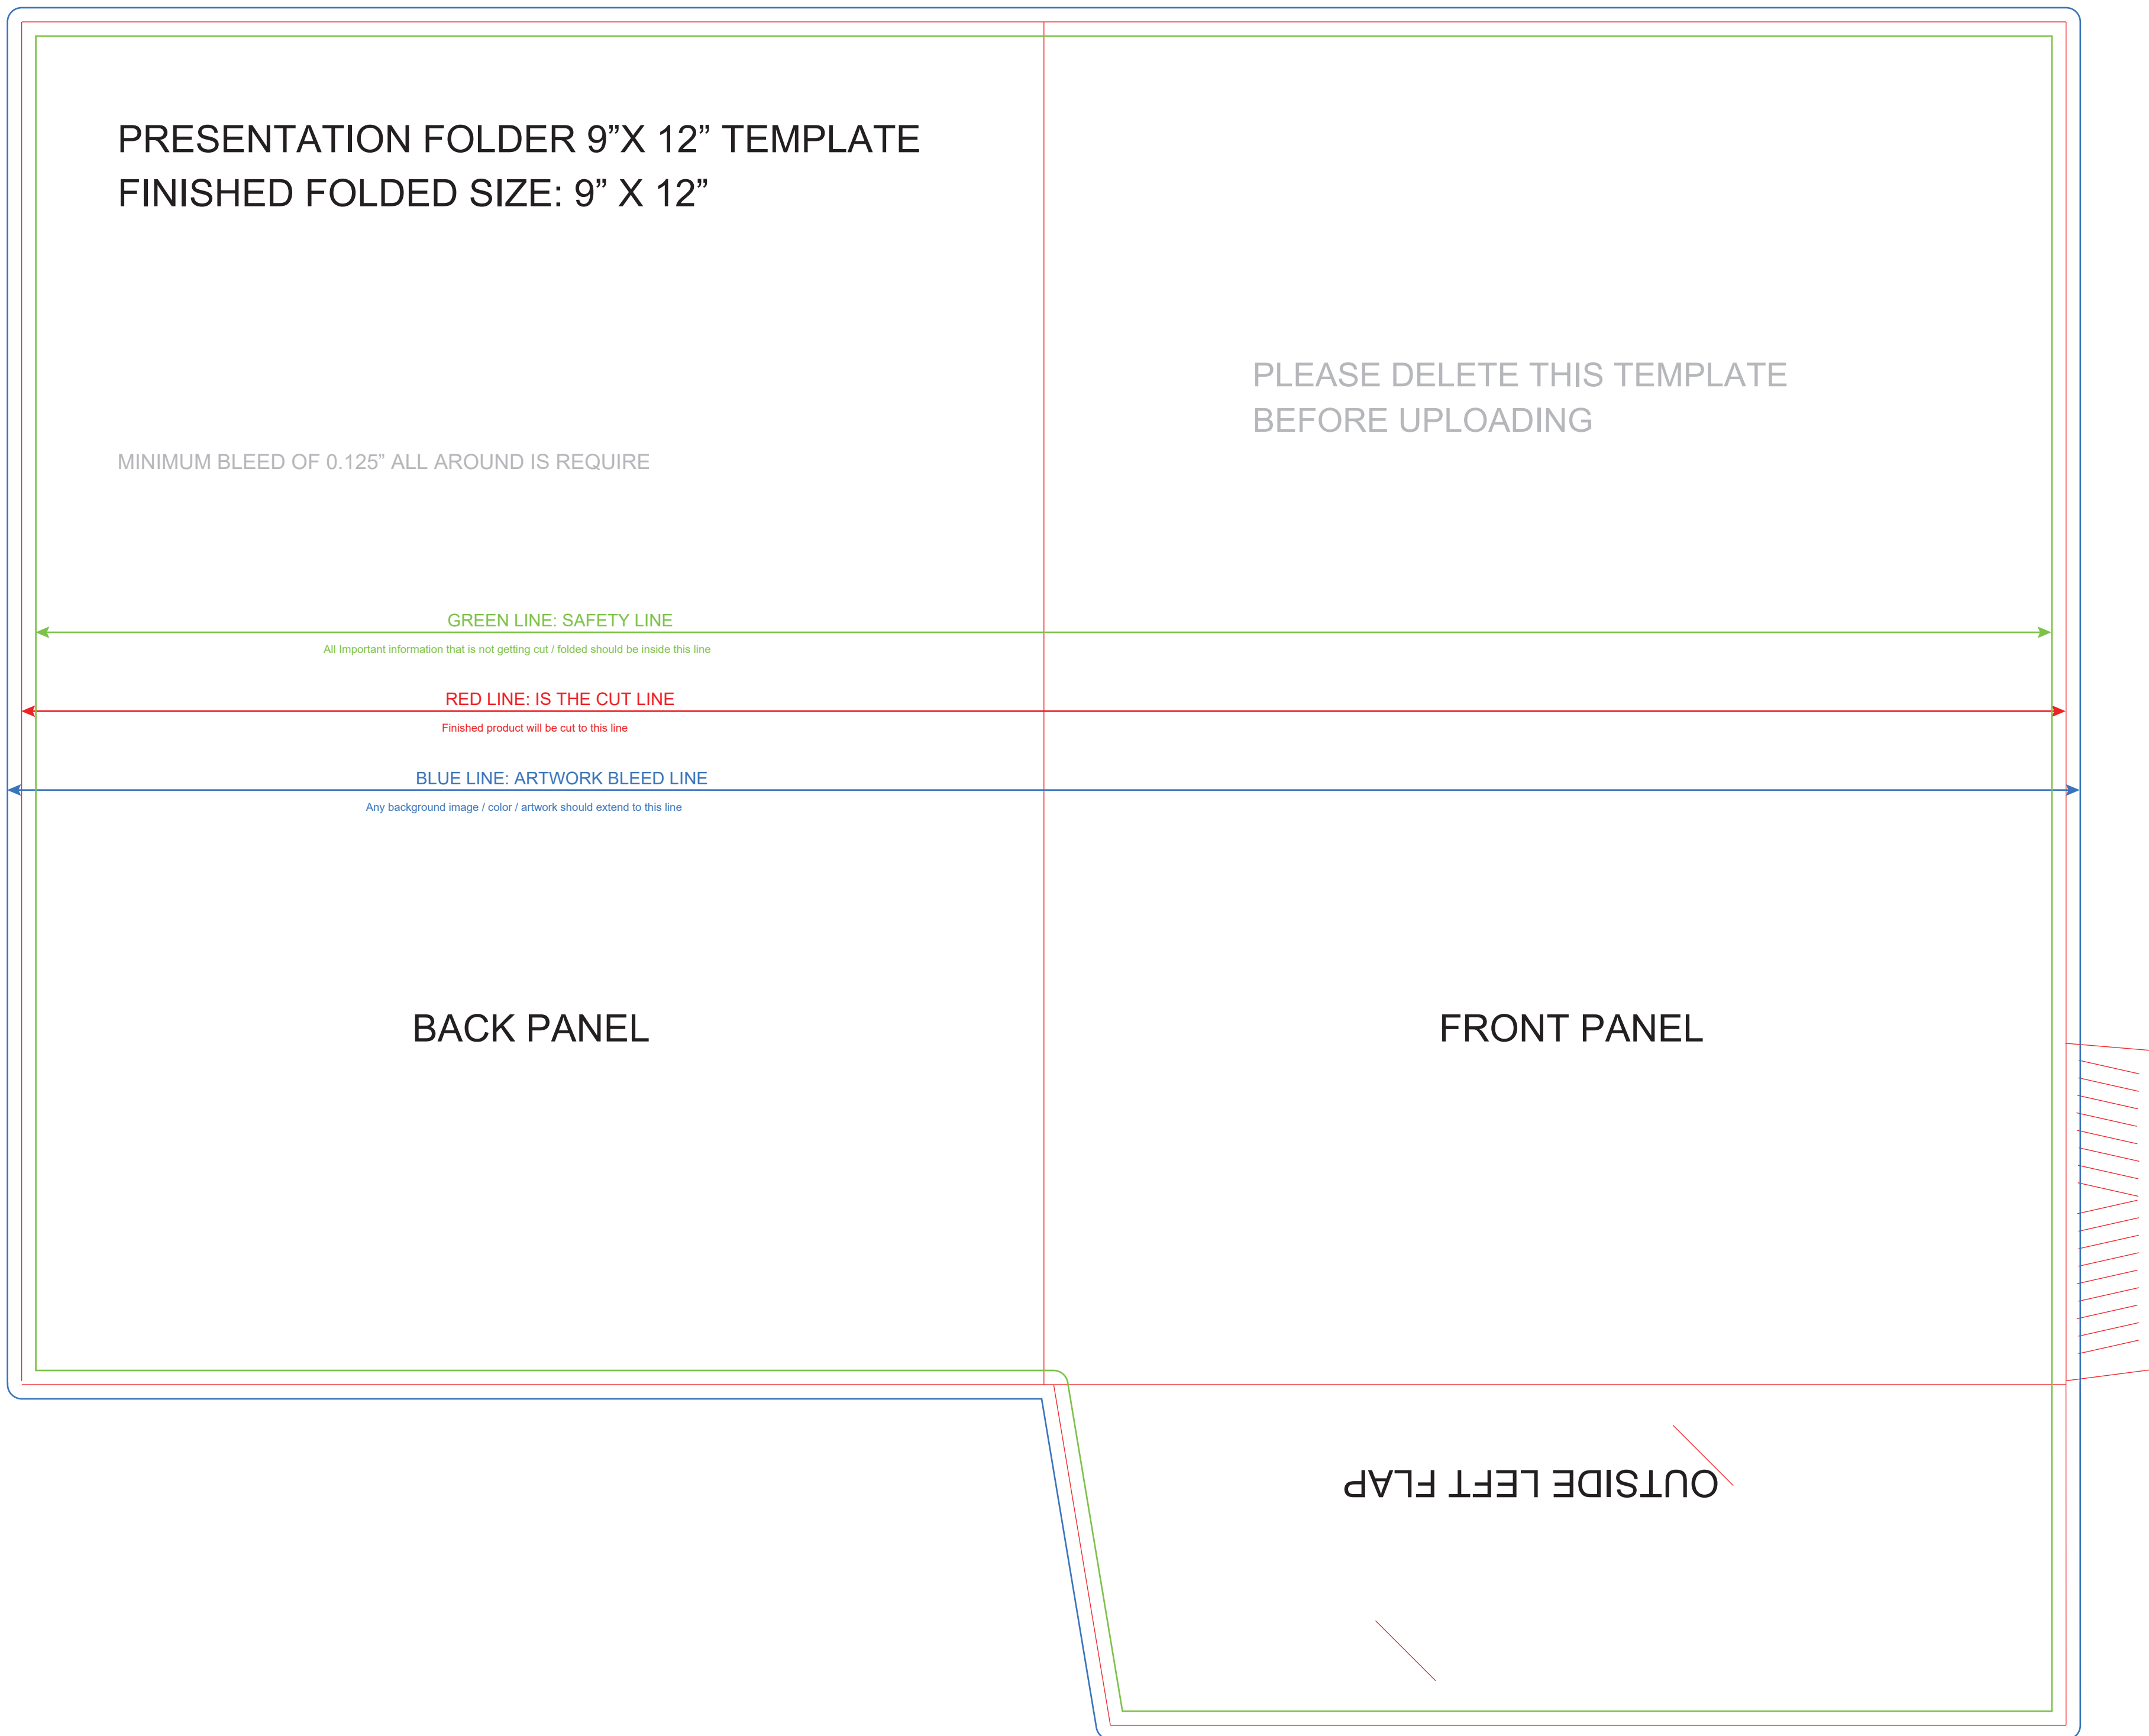 PRESENTATION FOLDER 9”X 12” TEMPLATE
FINISHED FOLDED SIZE: 9” X 12”
PLEASE DELETE THIS TEMPLATE
BEFORE UPLOADING
MINIMUM BLEED OF 0.125” ALL AROUND IS REQUIRE
GREEN LINE: SAFETY LINE
All Important information that is not getting cut / folded should be inside this line
RED LINE: IS THE CUT LINE
Finished product will be cut to this line
BLUE LINE: ARTWORK BLEED LINE
Any background image / color / artwork should extend to this line
BACK PANEL
FRONT PANEL
OUTSIDE LEFT FLAP